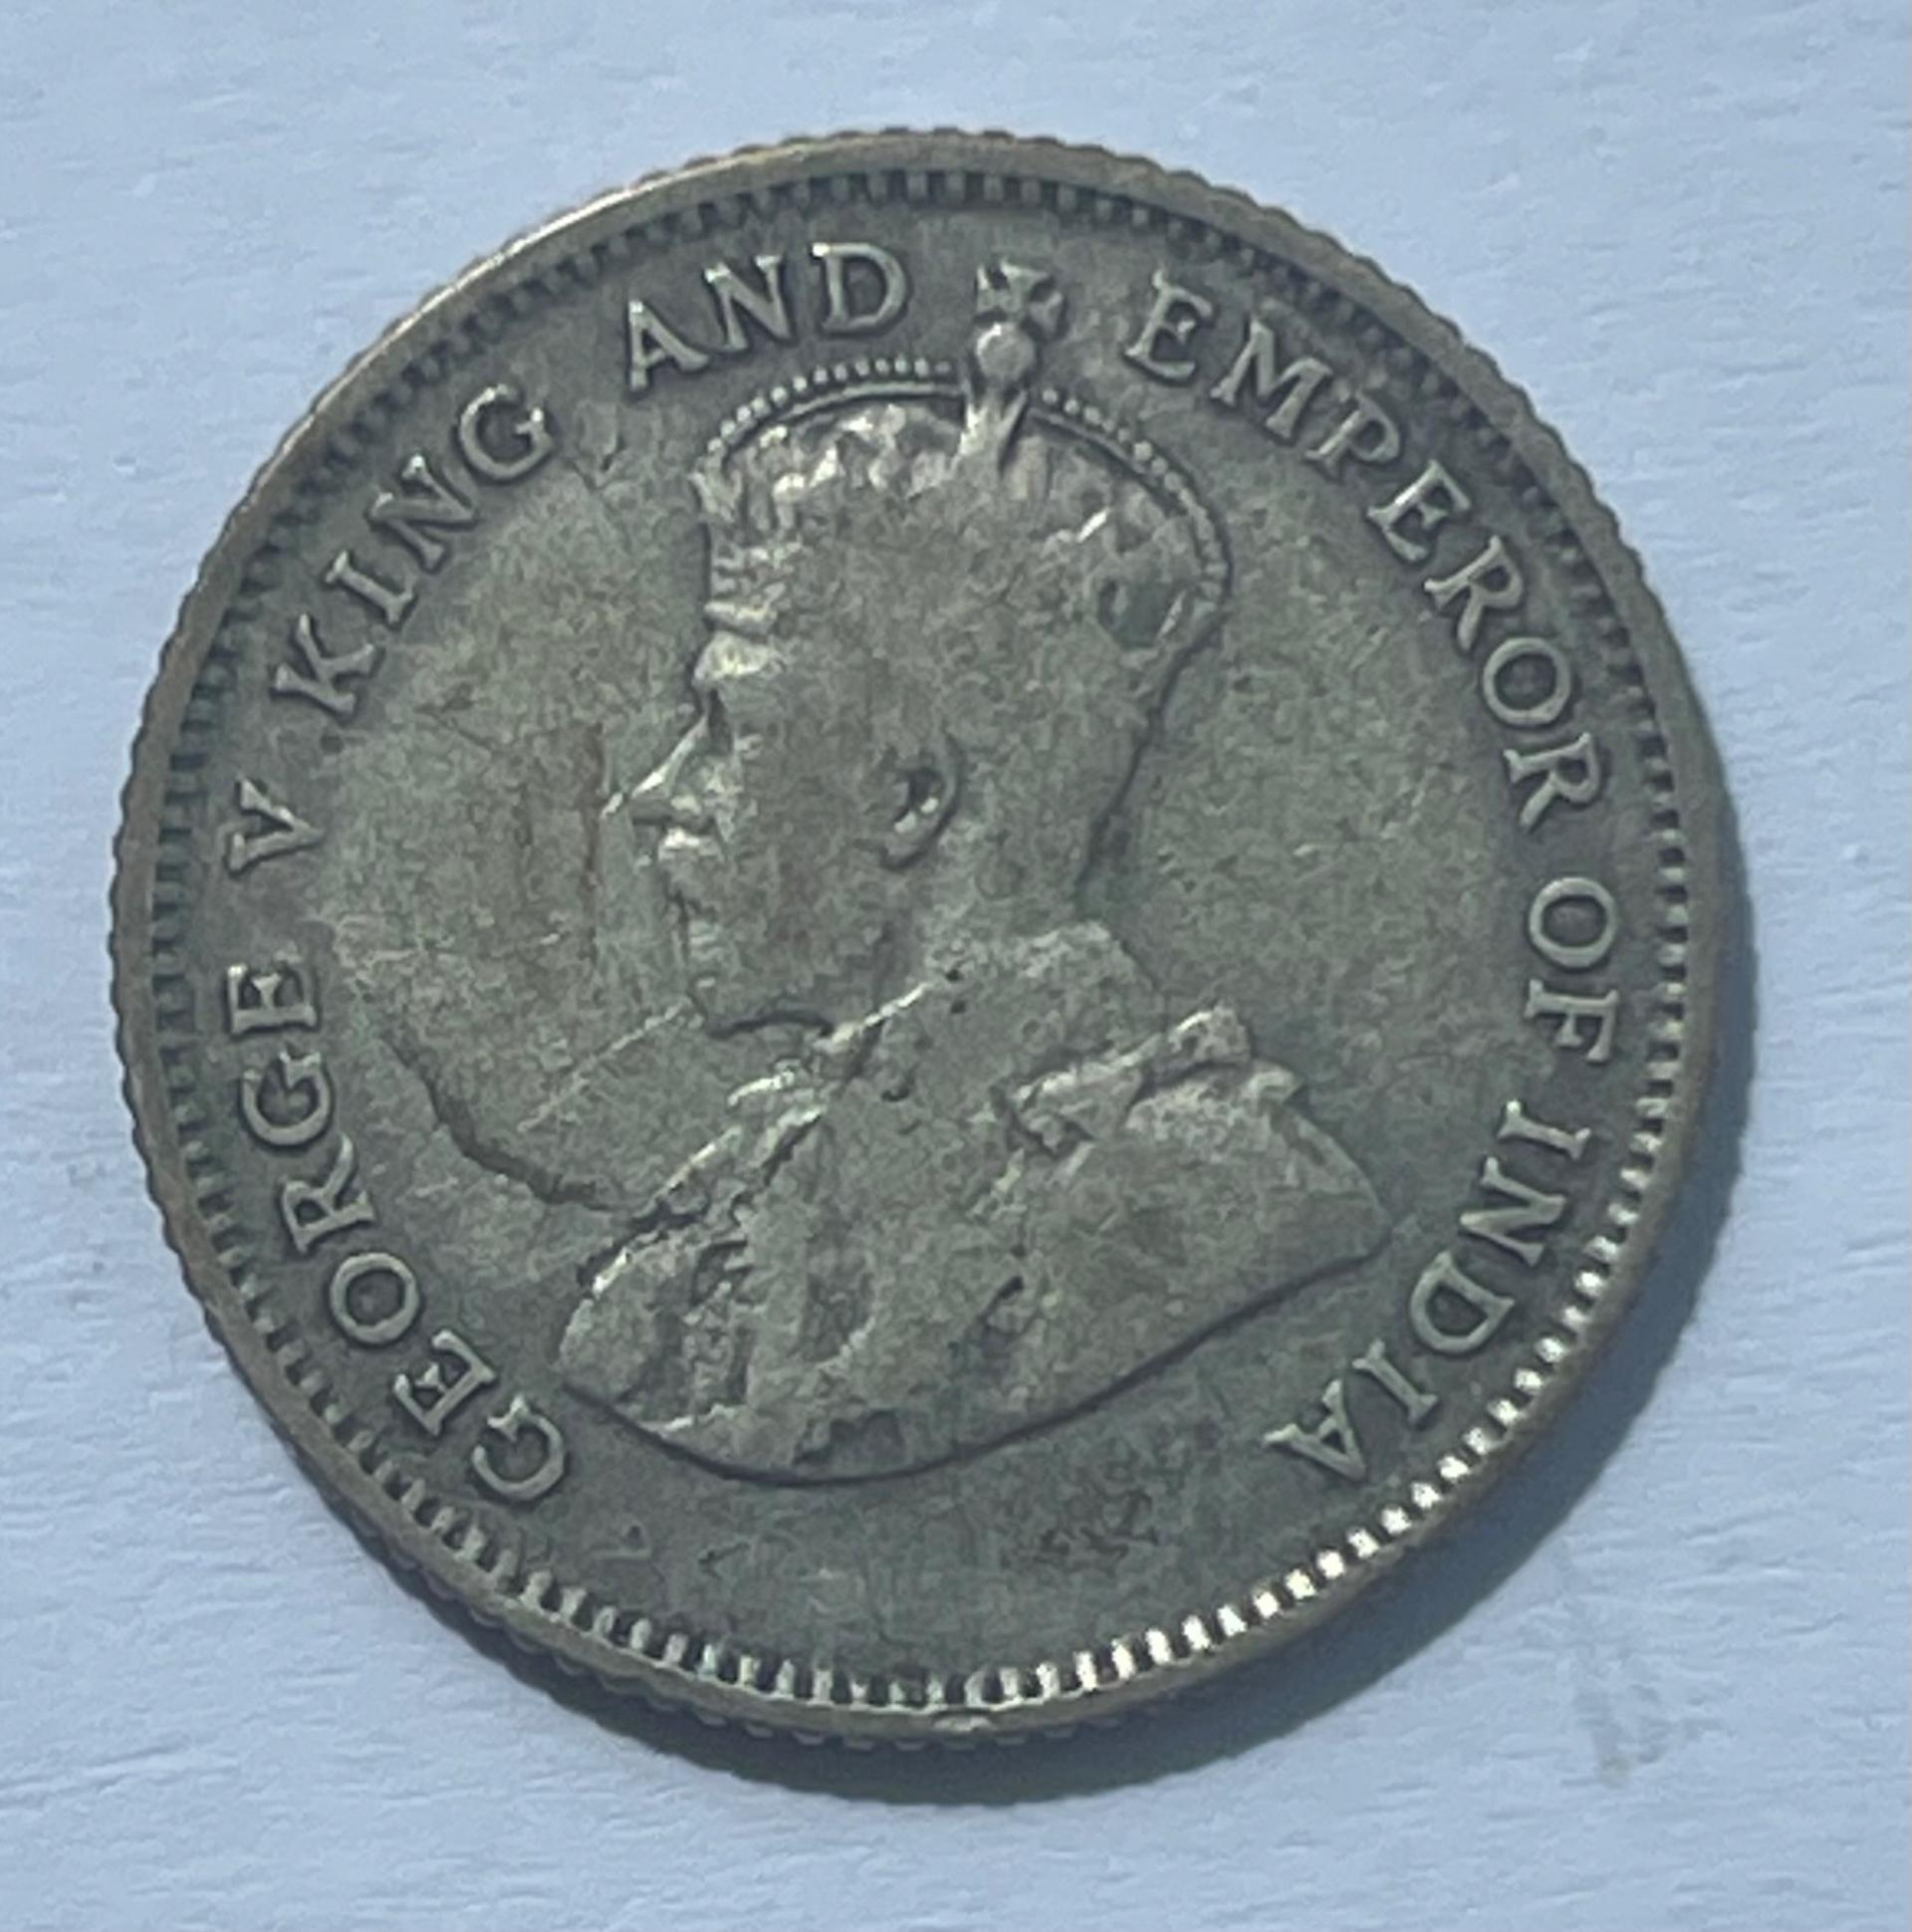 GEORGE V KING AND EMPEROR OF INDIA